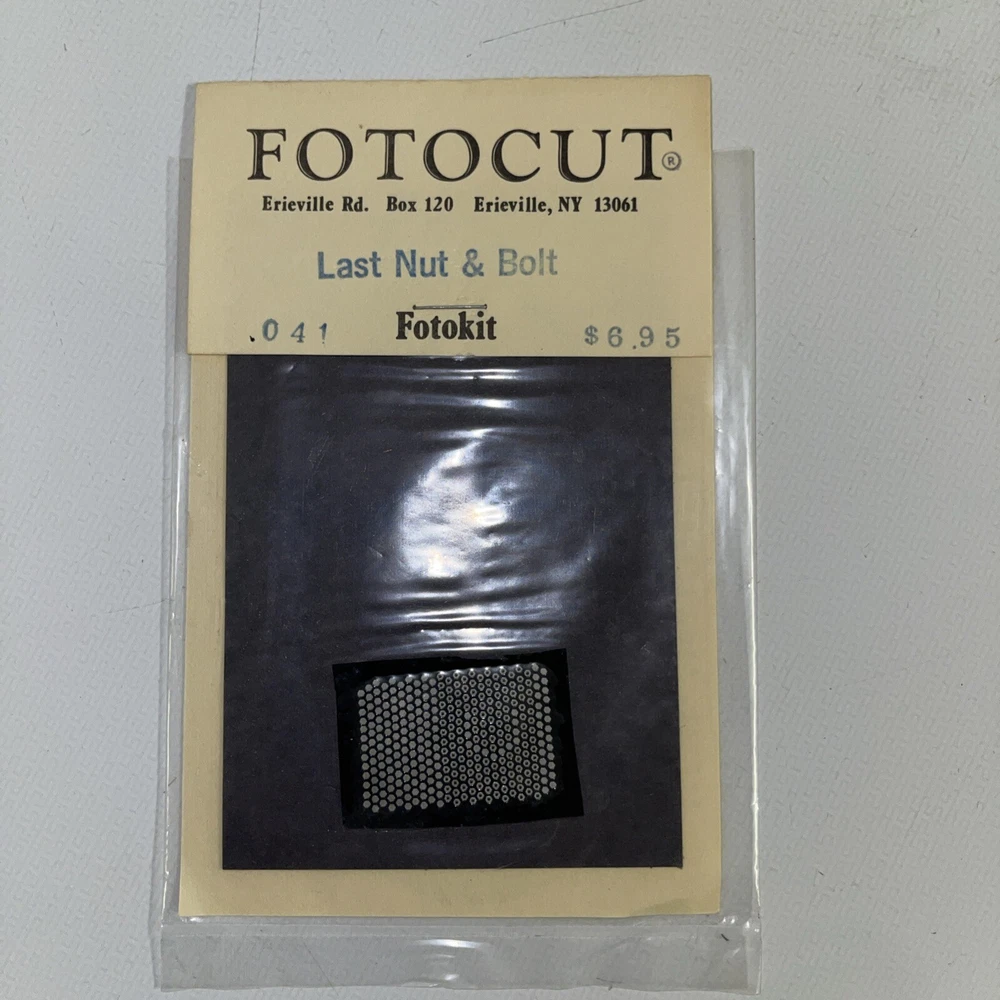 FOTOCUT®
Erieville Rd. Box 120 Erieville, NY 13061
Last Nut & Bolt
.041 Fotokit $6.95